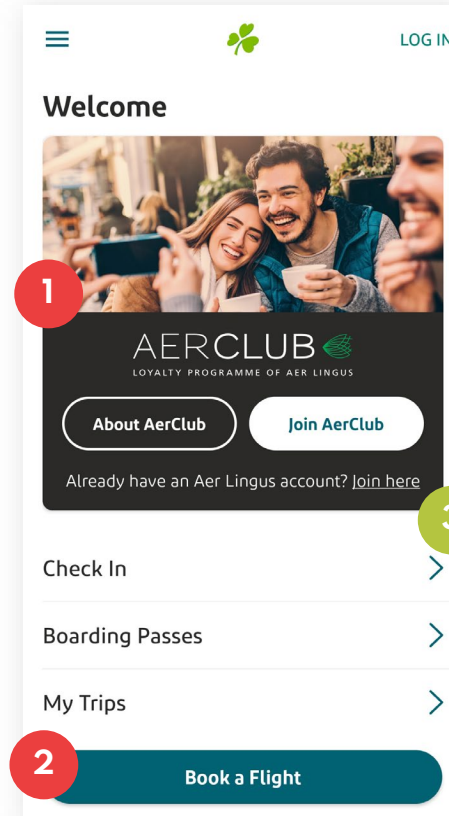 LOG IN
Welcome
1
AERCLUB
LOYALTY PROGRAMME OF AER LINGUS
About AerClub
Join AerClub
Already have an Aer Lingus account? Join here
3
Check In
Boarding Passes
My Trips
2
Book a Flight